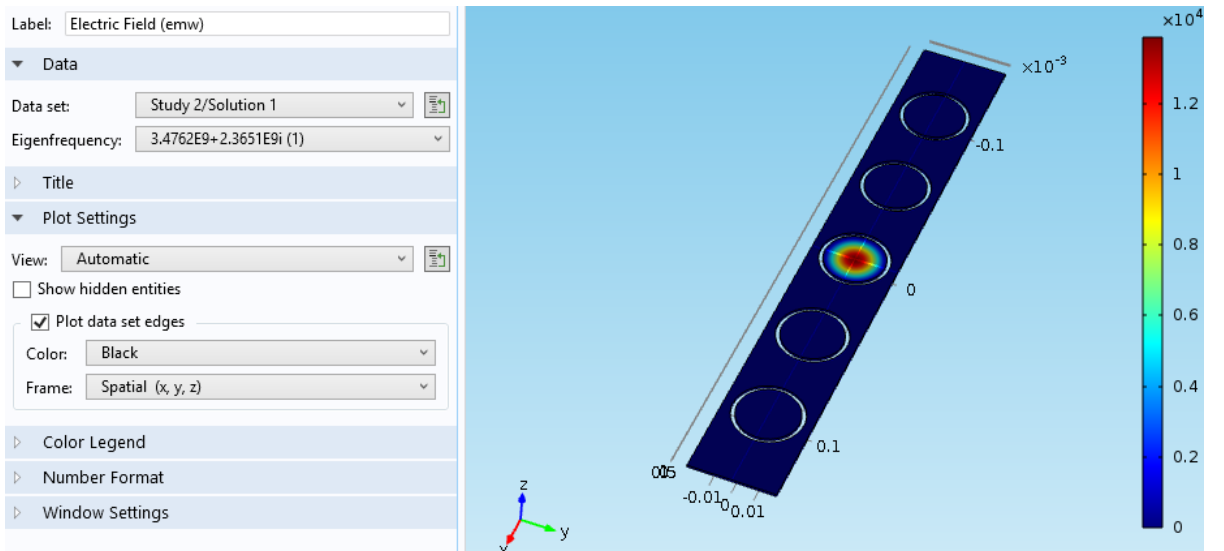 Label: Electric Field (emw)
Data
Data set: Study 2/Solution 1
Eigenfrequency: 3.4762E9+2.3651E9i (1)
Title
Plot Settings
View: Automatic
Show hidden entities
Plot data set edges
Color: Black
Frame: Spatial (x, y, z)
Color Legend
Number Format
Window Settings
×10⁻³
-0.1
0
0.1
-0.01
0
0.01
z
y
x
×10⁴
1.2
1
0.8
0.6
0.4
0.2
0